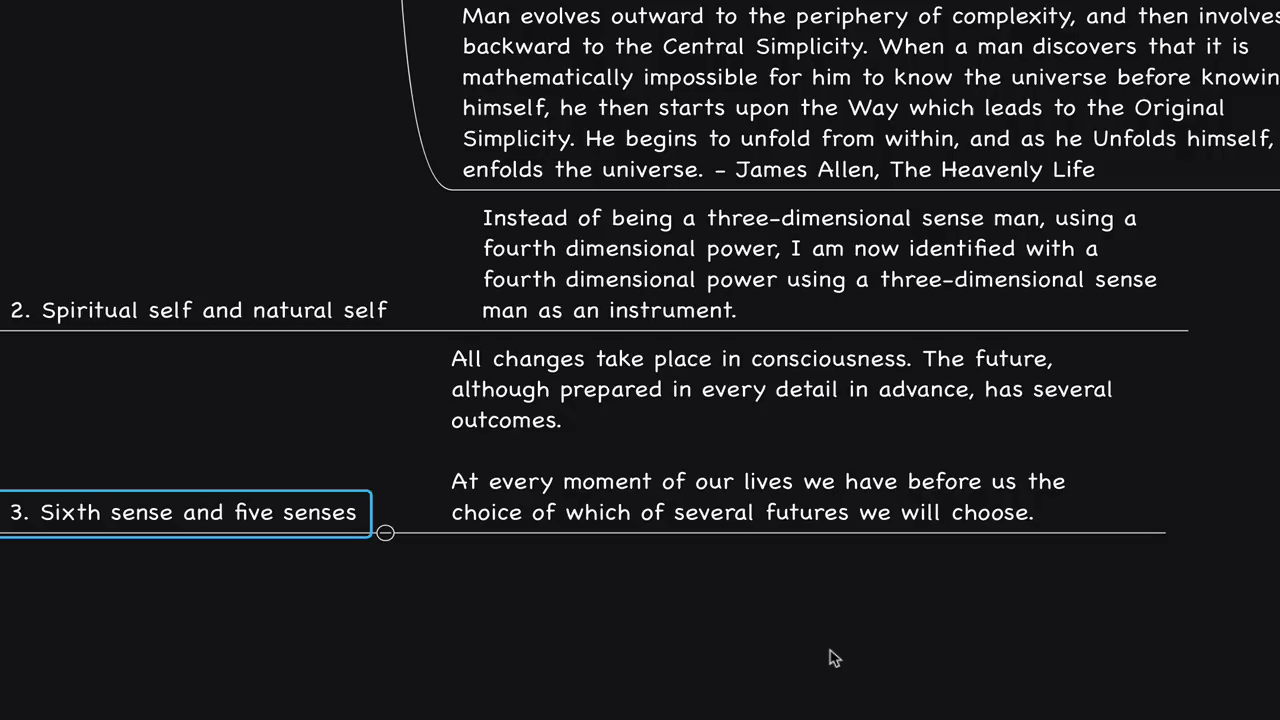 Man evolves outward to the periphery of complexity, and then involves
backward to the Central Simplicity. When a man discovers that it is
mathematically impossible for him to know the universe before knowin
himself, he then starts upon the Way which leads to the Original
Simplicity. He begins to unfold from within, and as he Unfolds himself,
enfolds the universe. - James Allen, The Heavenly Life
Instead of being a three-dimensional sense man, using a
fourth dimensional power, I am now identified with a
fourth dimensional power using a three-dimensional sense
man as an instrument.
2. Spiritual self and natural self
All changes take place in consciousness. The future,
although prepared in every detail in advance, has several
outcomes.
At every moment of our lives we have before us the
choice of which of several futures we will choose.
3. Sixth sense and five senses